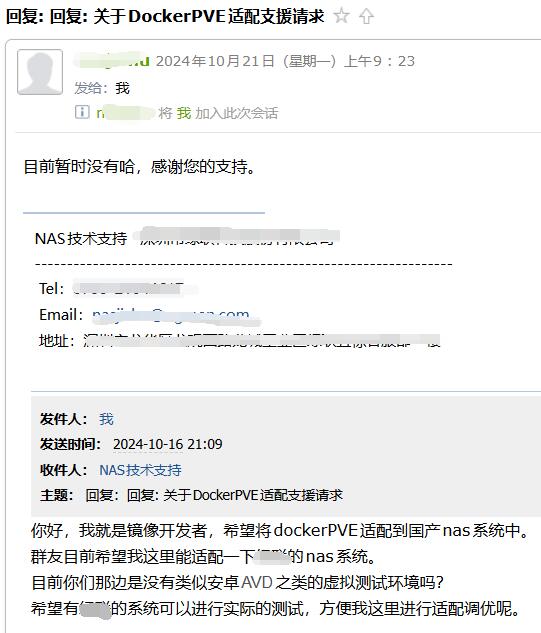 回复: 回复: 关于DockerPVE适配支援请求
2024年10月21日（星期一）上午9：23
发给： 我
将 我 加入此次会话
目前暂时没有哈，感谢您的支持。
NAS技术支持
Tel：
Email：
地址：
发件人： 我
发送时间： 2024-10-16 21:09
收件人： NAS技术支持
主题： 回复：回复: 关于DockerPVE适配支援请求
你好，我就是镜像开发者，希望将dockerPVE适配到国产nas系统中。
群友目前希望我这里能适配一下的nas系统。
目前你们那边是没有类似安卓AVD之类的虚拟测试环境吗？
希望有的系统可以进行实际的测试，方便我这里进行适配调优呢。